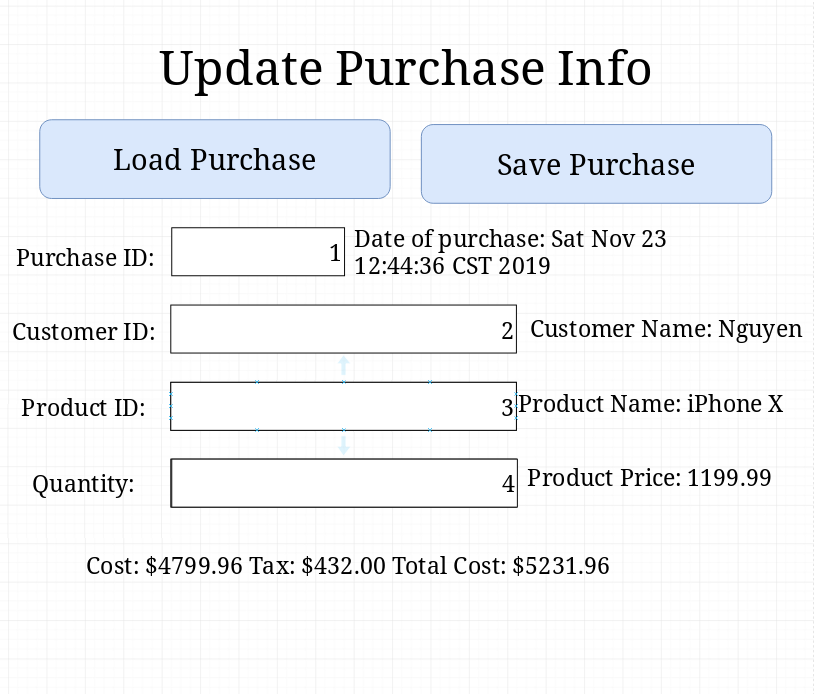 Update Purchase Info
Load Purchase
Save Purchase
Purchase ID:
1
Date of purchase: Sat Nov 23
12:44:36 CST 2019
Customer ID:
2
Customer Name: Nguyen
Product ID:
3
Product Name: iPhone X
Quantity:
4
Product Price: 1199.99
Cost: $4799.96 Tax: $432.00 Total Cost: $5231.96